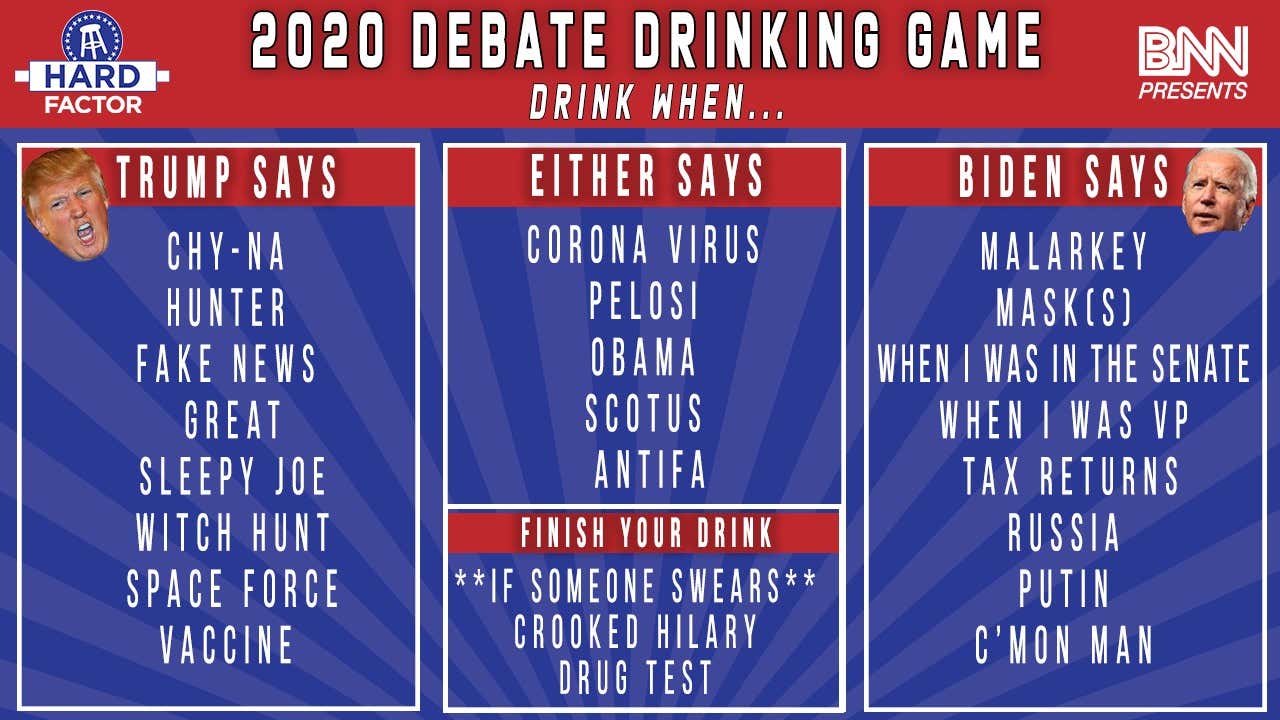 HARD
FACTOR
2020 DEBATE DRINKING GAME
DRINK WHEN...
BNN
PRESENTS
TRUMP SAYS
CHY-NA
HUNTER
FAKE NEWS
GREAT
SLEEPY JOE
WITCH HUNT
SPACE FORCE
VACCINE
EITHER SAYS
CORONA VIRUS
PELOSI
OBAMA
SCOTUS
ANTIFA
FINISH YOUR DRINK
**IF SOMEONE SWEARS**
CROOKED HILARY
DRUG TEST
BIDEN SAYS
MALARKEY
MASK(S)
WHEN I WAS IN THE SENATE
WHEN I WAS VP
TAX RETURNS
RUSSIA
PUTIN
C'MON MAN